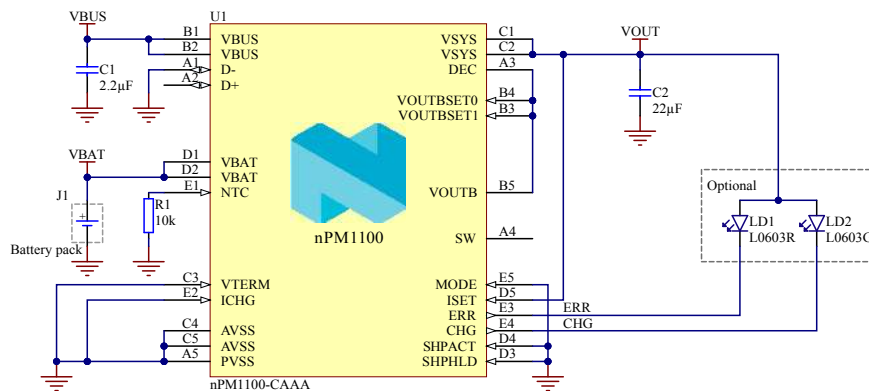 U1
VBUS
B1
VBUS
B2
VBUS
A1
D-
A2
D+
C1
2.2µF
VBAT
D1
VBAT
D2
VBAT
E1
NTC
J1
R1
10k
Battery pack
C3
VTERM
E2
ICHG
C4
AVSS
C5
AVSS
A5
PVSS
nPM1100
nPM1100-CAAA
VSYS
C1
VSYS
C2
DEC
A3
VOUTBSET0
B4
VOUTBSET1
B3
VOUTB
B5
SW
A4
MODE
E5
ISET
D5
ERR
E3
ERR
CHG
E4
CHG
SHPACT
D4
SHPHLD
D3
VOUT
C2
22µF
Optional
LD1
L0603R
LD2
L0603G